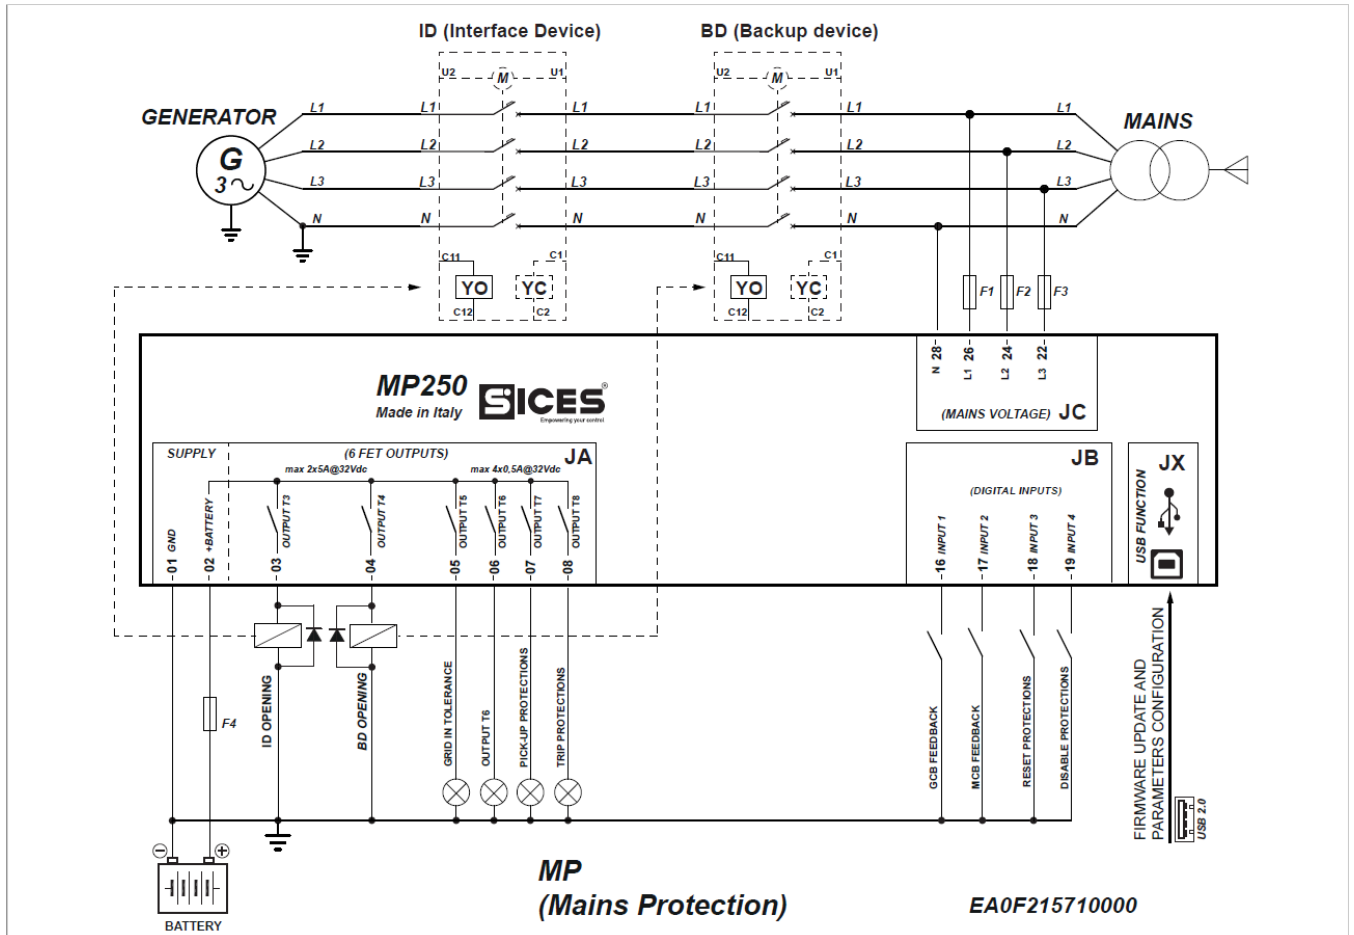 ID (Interface Device)
BD (Backup device)
U2 M U1
U2 M U1
GENERATOR
MAINS
G
3
L1 L1 L1 L1 L1 L1
L2 L2 L2 L2 L2 L2
L3 L3 L3 L3 L3 L3
N N N N N N
C11 C1
YO YC
C12 C2
C11 C1
YO YC
C12 C2
F1 F2 F3
MP250
Made in Italy
SICES
®
Empowering your control
N 28
L1 26
L2 24
L3 22
(MAINS VOLTAGE) JC
SUPPLY
(6 FET OUTPUTS)
JA
max 2x5A@32Vdc
max 4x0,5A@32Vdc
01 GND
02 +BATTERY
03 OUTPUT T3
04 OUTPUT T4
05 OUTPUT T5
06 OUTPUT T6
07 OUTPUT T7
08 OUTPUT T8
JB
(DIGITAL INPUTS)
16 INPUT 1
17 INPUT 2
18 INPUT 3
19 INPUT 4
JX
USB FUNCTION
F4
ID OPENING
BD OPENING
GRID IN TOLERANCE
OUTPUT T6
PICK-UP PROTECTIONS
TRIP PROTECTIONS
GCB FEEDBACK
MCB FEEDBACK
RESET PROTECTIONS
DISABLE PROTECTIONS
FIRMWARE UPDATE AND
PARAMETERS CONFIGURATION
USB 2.0
− +
BATTERY
MP
(Mains Protection)
EA0F215710000